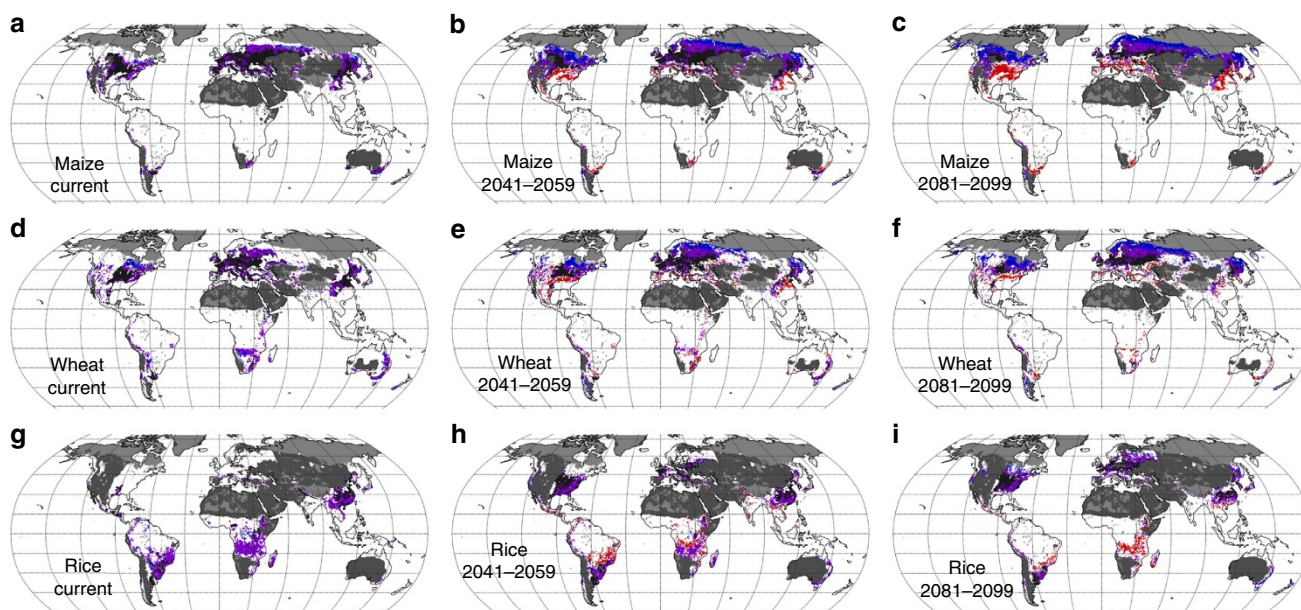 a
b
c
Maize
current
Maize
2041–2059
Maize
2081–2099
d
e
f
Wheat
current
Wheat
2041–2059
Wheat
2081–2099
g
h
i
Rice
current
Rice
2041–2059
Rice
2081–2099